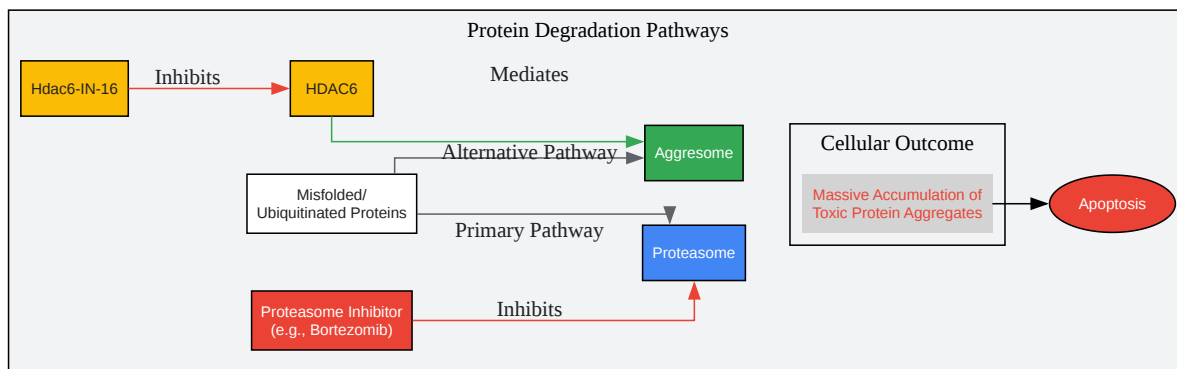 Protein Degradation Pathways
Hdac6-IN-16
Inhibits
HDAC6
Mediates
Alternative Pathway
Aggresome
Misfolded/
Ubiquitinated Proteins
Primary Pathway
Proteasome
Proteasome Inhibitor
(e.g., Bortezomib)
Inhibits
Cellular Outcome
Massive Accumulation of
Toxic Protein Aggregates
Apoptosis